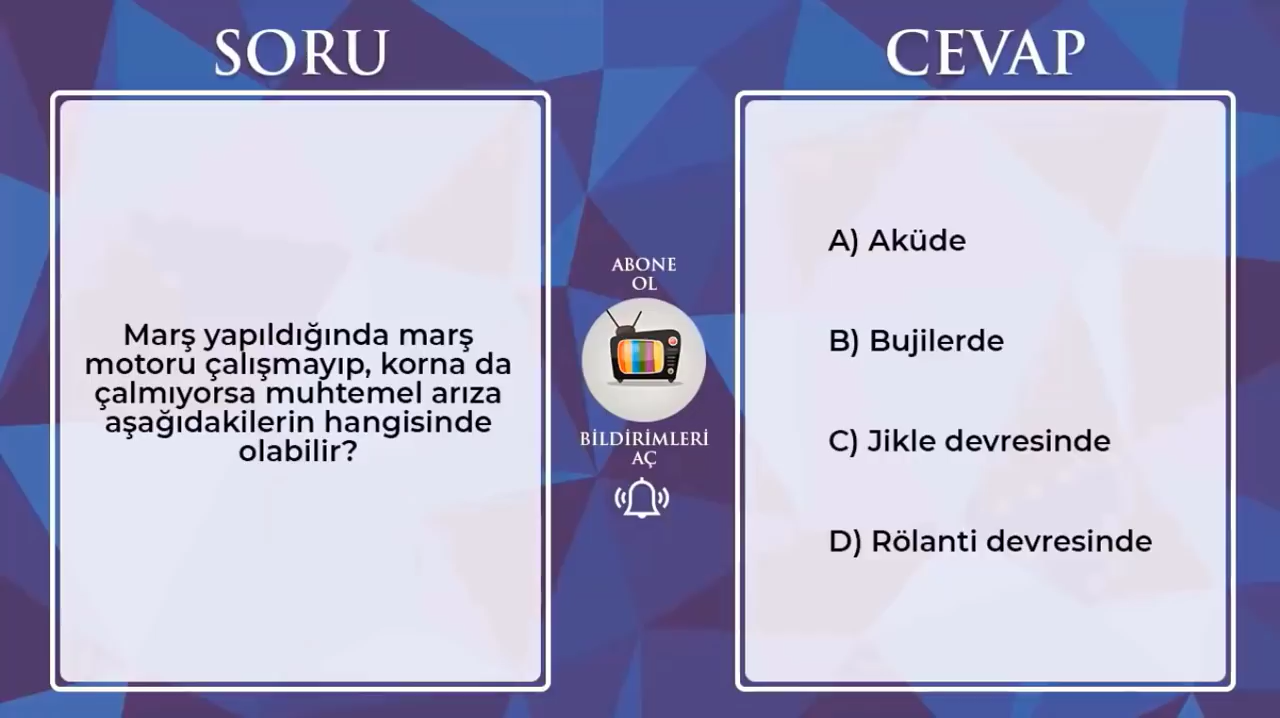 SORU
Marş yapıldığında marş
motoru çalışmayıp, korna da
çalmıyorsa muhtemel arıza
aşağıdakilerin hangisinde
olabilir?
ABONE
OL
BİLDİRİMLERİ
AÇ
CEVAP
A) Aküde
B) Bujilerde
C) Jikle devresinde
D) Rölanti devresinde